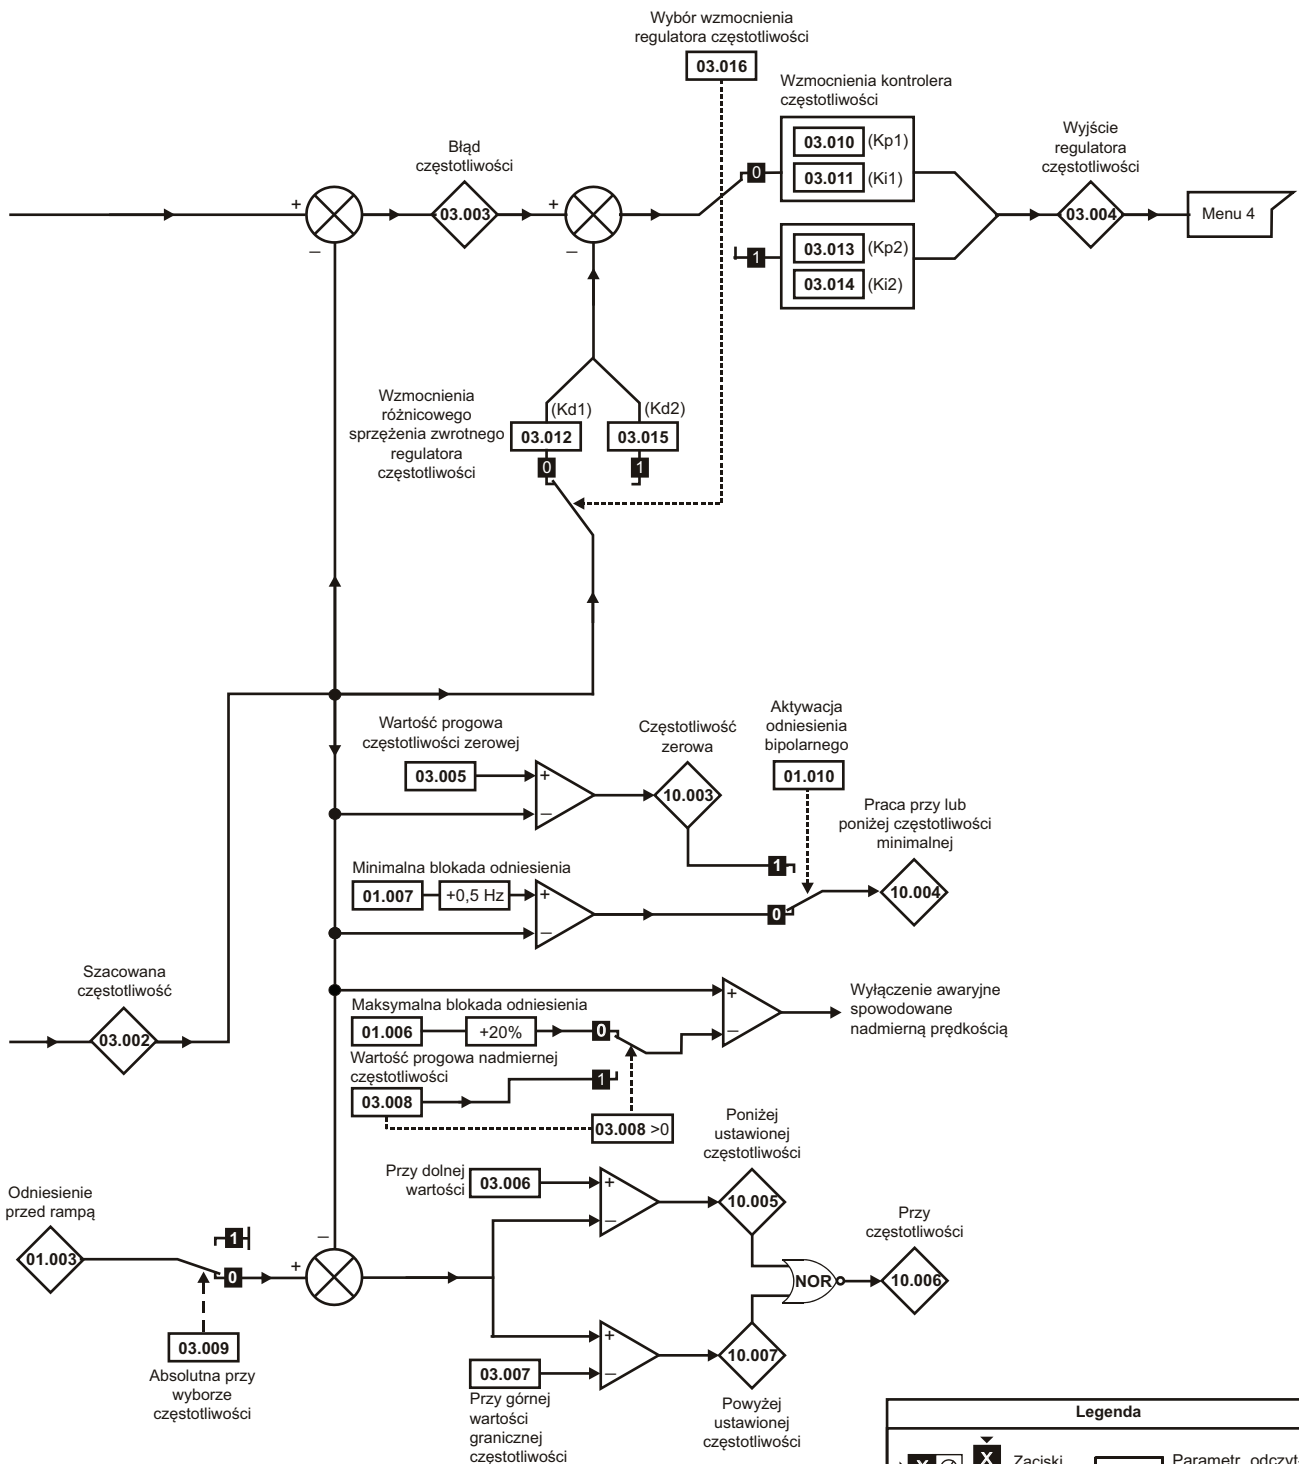 Wybór wzmocnienia
regulatora częstotliwości
03.016
Wzmocnienia kontrolera
częstotliwości
03.010 (Kp1)
03.011 (Ki1)
0
Wyjście
regulatora
częstotliwości
Błąd
częstotliwości
+
03.003
+
03.004
Menu 4
–
–
1
03.013 (Kp2)
03.014 (Ki2)
Wzmocnienia
różnicowego
sprzężenia zwrotnego
regulatora
częstotliwości
(Kd1)
(Kd2)
03.012
03.015
0
1
Wartość progowa
częstotliwości zerowej
03.005
+
–
Częstotliwość
zerowa
10.003
Aktywacja
odniesienia
bipolarnego
01.010
Praca przy lub
poniżej częstotliwości
minimalnej
1
10.004
0
Minimalna blokada odniesienia
01.007
+0,5 Hz
+
–
Szacowana
częstotliwość
03.002
Maksymalna blokada odniesienia
01.006
+20%
0
+
–
Wyłączenie awaryjne
spowodowane
nadmierną prędkością
Wartość progowa nadmiernej
częstotliwości
03.008
1
03.008 >0
Przy dolnej
wartości
03.006
+
–
Poniżej
ustawionej
częstotliwości
10.005
Odniesienie
przed rampą
01.003
1
0
+
–
03.009
Absolutna przy
wyborze
częstotliwości
NOR
Przy
częstotliwości
10.006
+
–
03.007
Przy górnej
wartości
granicznej
częstotliwości
10.007
Powyżej
ustawionej
częstotliwości
Legenda
X
X